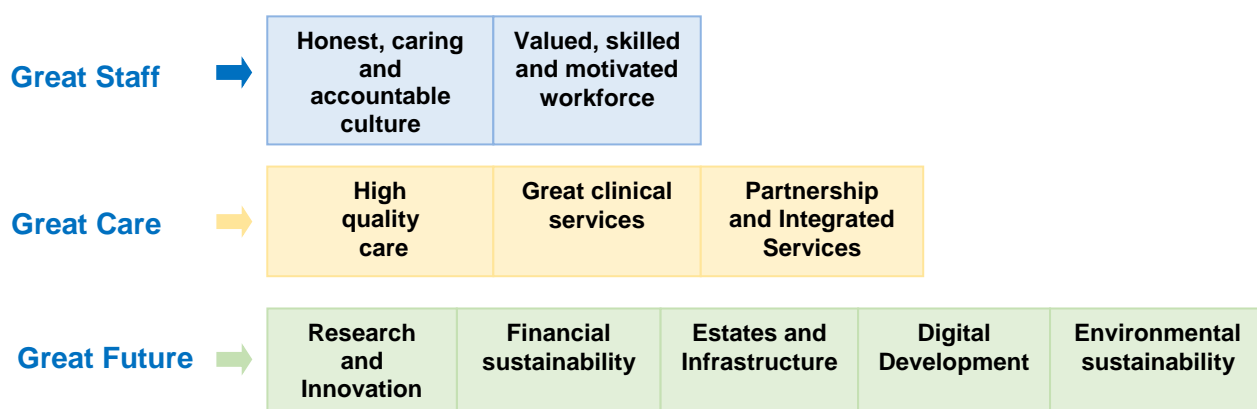 Great Staff
Honest, caring
and
accountable
culture
Valued, skilled
and motivated
workforce
Great Care
High
quality
care
Great clinical
services
Partnership
and Integrated
Services
Great Future
Research
and
Innovation
Financial
sustainability
Estates and
Infrastructure
Digital
Development
Environmental
sustainability